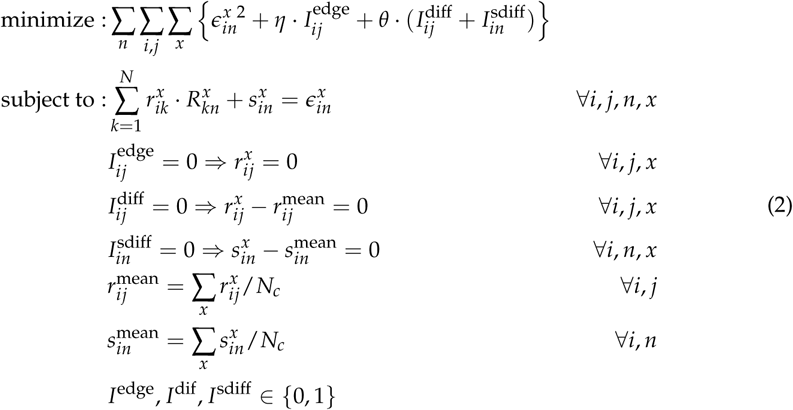 minimize : ∑_n ∑_{i,j} ∑_x { ϵ_{in}^{x 2} + η · I_{ij}^{edge} + θ · (I_{ij}^{diff} + I_{in}^{sdiff}) }
subject to : ∑_{k=1}^{N} r_{ik}^x · R_{kn}^x + s_{in}^x = ϵ_{in}^x ∀i, j, n, x
I_{ij}^{edge} = 0 ⇒ r_{ij}^x = 0 ∀i, j, x
I_{ij}^{diff} = 0 ⇒ r_{ij}^x − r_{ij}^{mean} = 0 ∀i, j, x (2)
I_{in}^{sdiff} = 0 ⇒ s_{in}^x − s_{in}^{mean} = 0 ∀i, n, x
r_{ij}^{mean} = ∑_x r_{ij}^x / N_c ∀i, j
s_{in}^{mean} = ∑_x s_{in}^x / N_c ∀i, n
I^{edge}, I^{dif}, I^{sdiff} ∈ {0, 1}